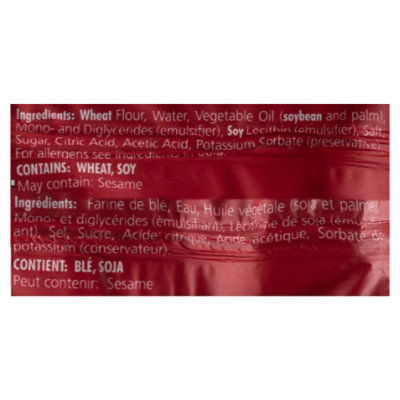 Ingredients: Wheat Flour, Water, Vegetable Oil (soybean and palm),
Mono- and Diglycerides (emulsifier), Soy Lecithin (emulsifier), Salt,
Sugar, Citric Acid, Acetic Acid, Potassium Sorbate (preservative).
For allergens see ingredients in bold.
CONTAINS: WHEAT, SOY
May contain: Sesame
Ingrédients: Farine de blé, Eau, Huile végétale (soja et palme),
Mono- et diglycérides (émulsifiant), Lécithine de soja (émulsifi-
ant), Sel, Sucre, Acide citrique, Acide acétique, Sorbate de
potassium (conservateur).
CONTIENT: BLÉ, SOJA
Peut contenir: Sesame